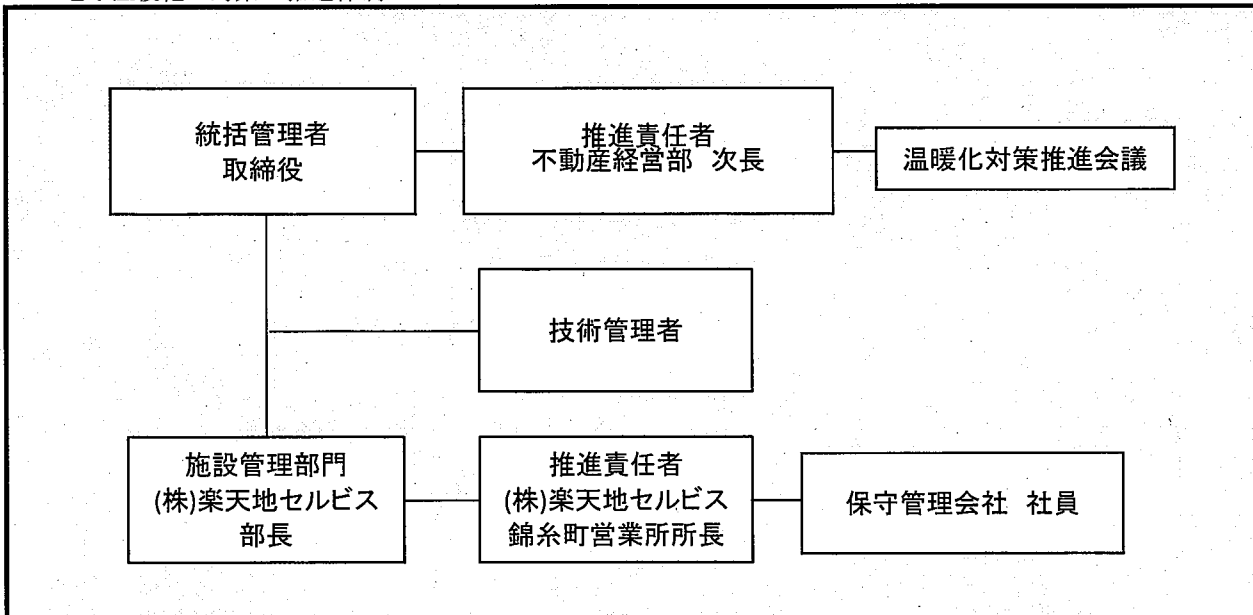 統括管理者
取締役
推進責任者
不動産経営部 次長
温暖化対策推進会議
技術管理者
施設管理部門
(株)楽天地セルビス
部長
推進責任者
(株)楽天地セルビス
錦糸町営業所所長
保守管理会社 社員